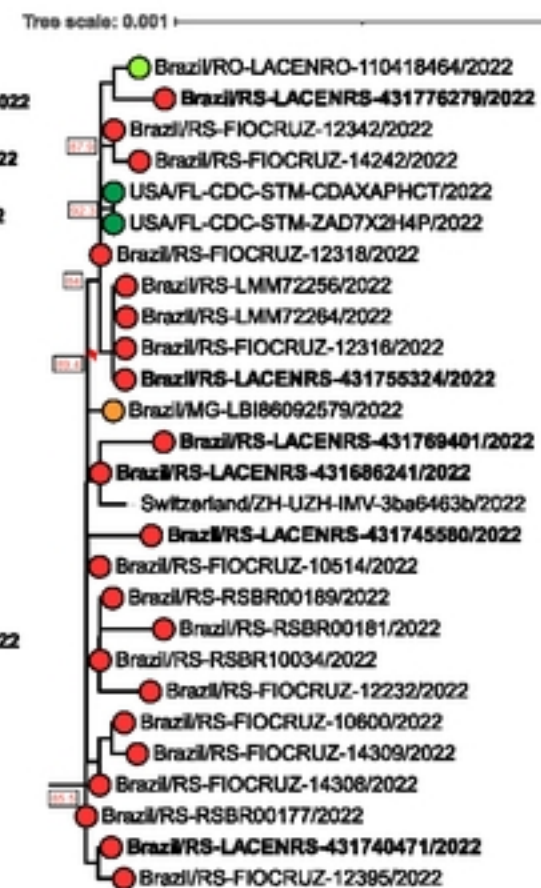 Tree scale: 0.001
Brazil/RO-LACENRO-110418464/2022
022
Brazil/RS-LACENRS-431776279/2022
Brazil/RS-FIOCRUZ-12342/2022
87.9
22
Brazil/RS-FIOCRUZ-14242/2022
USA/FL-CDC-STM-CDAXAPHCT/2022
92.3
USA/FL-CDC-STM-ZAD7X2H4P/2022
Brazil/RS-FIOCRUZ-12318/2022
Brazil/RS-LMM72256/2022
Brazil/RS-LMM72264/2022
Brazil/RS-FIOCRUZ-12316/2022
Brazil/RS-LACENRS-431755324/2022
Brazil/MG-LBI86092579/2022
Brazil/RS-LACENRS-431769401/2022
Brazil/RS-LACENRS-431686241/2022
Switzerland/ZH-UZH-IMV-3ba6463b/2022
Brazil/RS-LACENRS-431745580/2022
Brazil/RS-FIOCRUZ-10514/2022
Brazil/RS-RSBR00189/2022
Brazil/RS-RSBR00181/2022
22
Brazil/RS-RSBR10034/2022
Brazil/RS-FIOCRUZ-12232/2022
Brazil/RS-FIOCRUZ-10600/2022
Brazil/RS-FIOCRUZ-14309/2022
Brazil/RS-FIOCRUZ-14308/2022
Brazil/RS-RSBR00177/2022
Brazil/RS-LACENRS-431740471/2022
Brazil/RS-FIOCRUZ-12395/2022